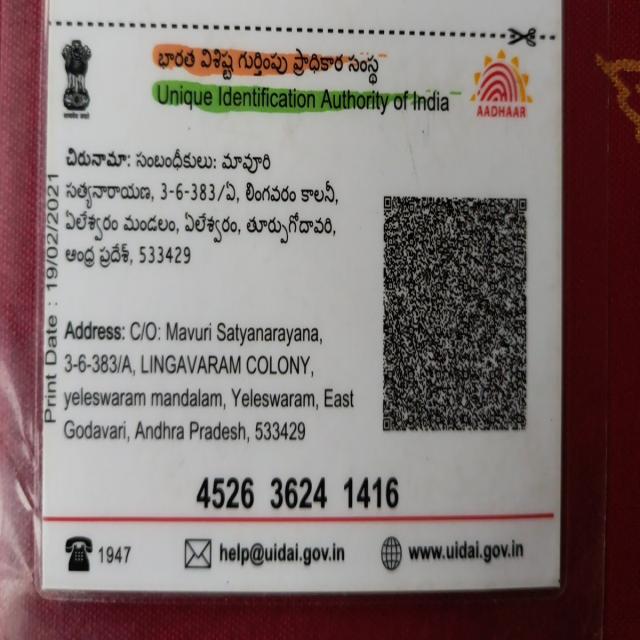 భారత విశిష్ట గుర్తింపు ప్రాధికార సంస్థ
Unique Identification Authority of India
AADHAAR
చిరునామా: సంబంధీకులు: మావూరి
సత్యనారాయణ, 3-6-383/ఏ, లింగవరం కాలనీ,
ఏలేశ్వరం మండలం, ఏలేశ్వరం, తూర్పుగోదావరి,
ఆంధ్ర ప్రదేశ్, 533429
Print Date : 19/02/2021
Address: C/O: Mavuri Satyanarayana,
3-6-383/A, LINGAVARAM COLONY,
yeleswaram mandalam, Yeleswaram, East
Godavari, Andhra Pradesh, 533429
4526 3624 1416
1947 help@uidai.gov.in www.uidai.gov.in